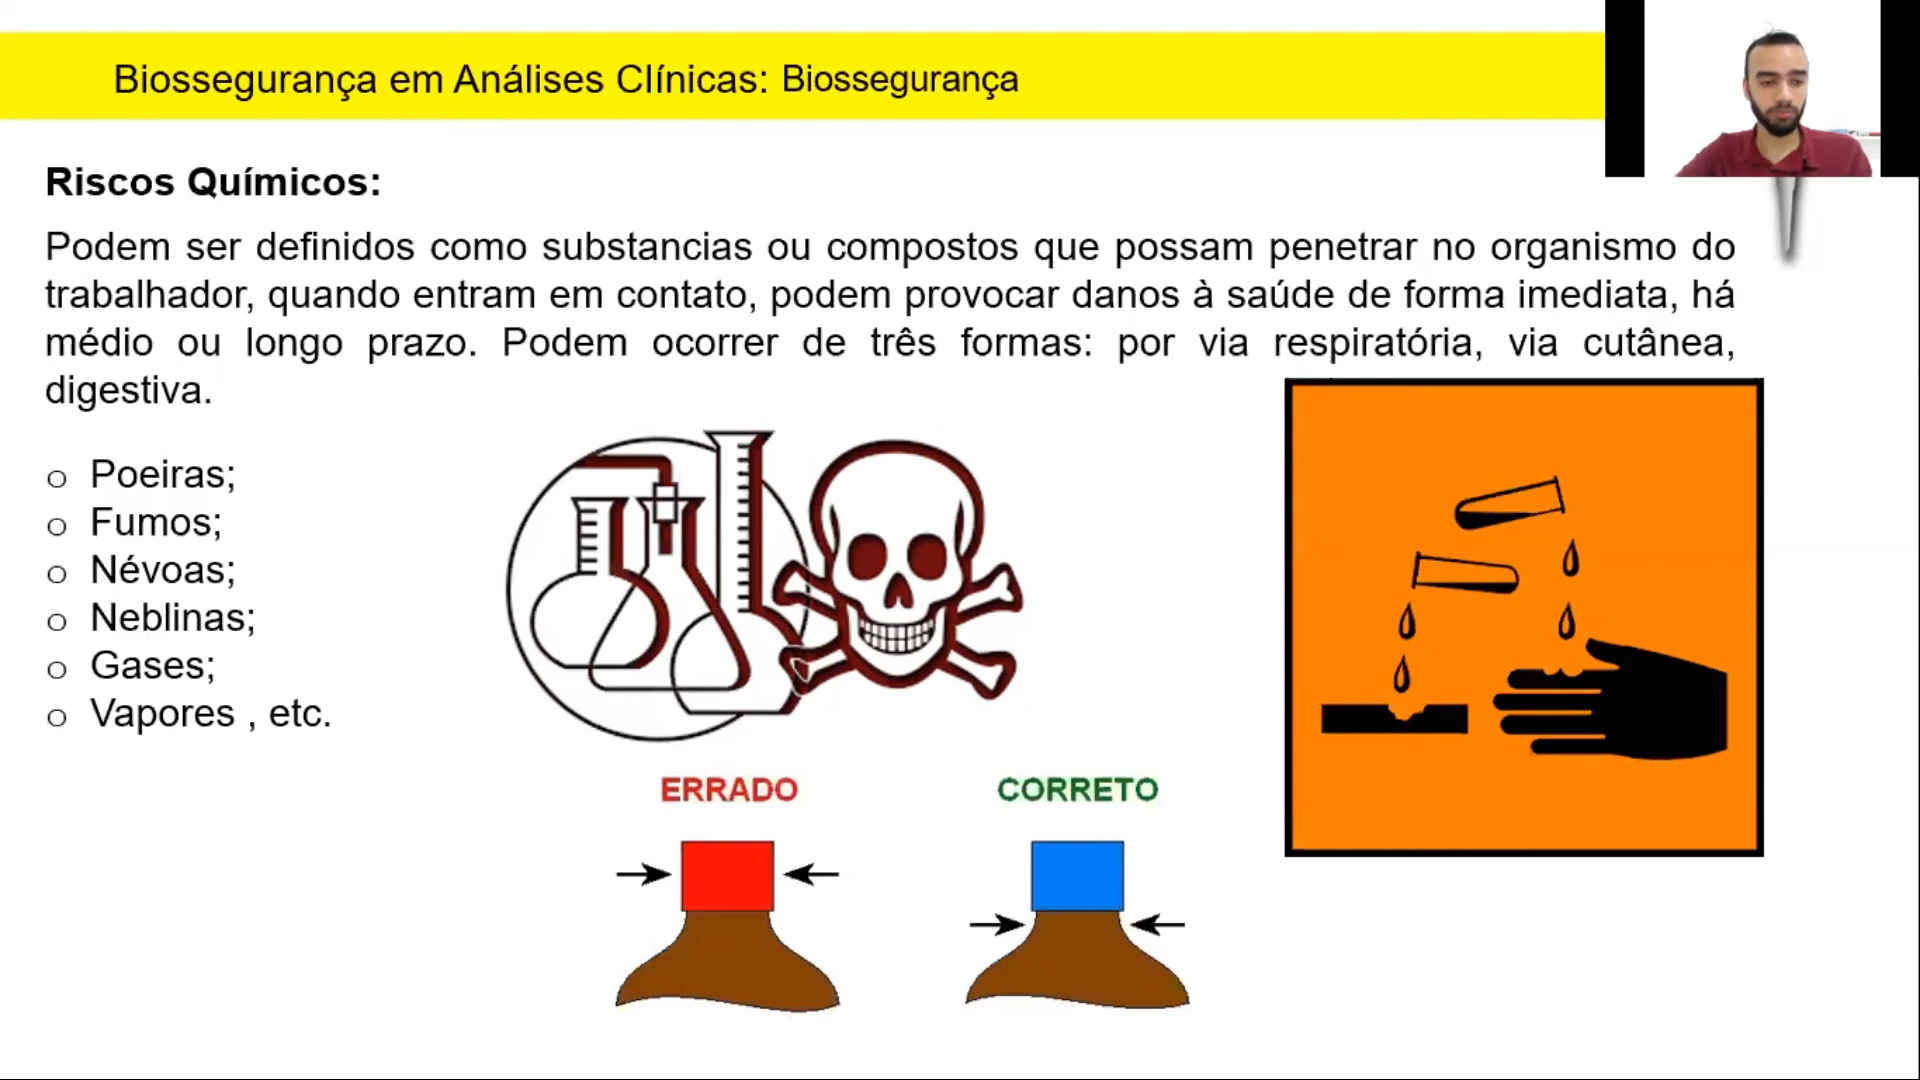 Biossegurança em Análises Clínicas: Biossegurança
Riscos Químicos:
Podem ser definidos como substancias ou compostos que possam penetrar no organismo do
trabalhador, quando entram em contato, podem provocar danos à saúde de forma imediata, há
médio ou longo prazo. Podem ocorrer de três formas: por via respiratória, via cutânea,
digestiva.
o Poeiras;
o Fumos;
o Névoas;
o Neblinas;
o Gases;
o Vapores , etc.
ERRADO CORRETO